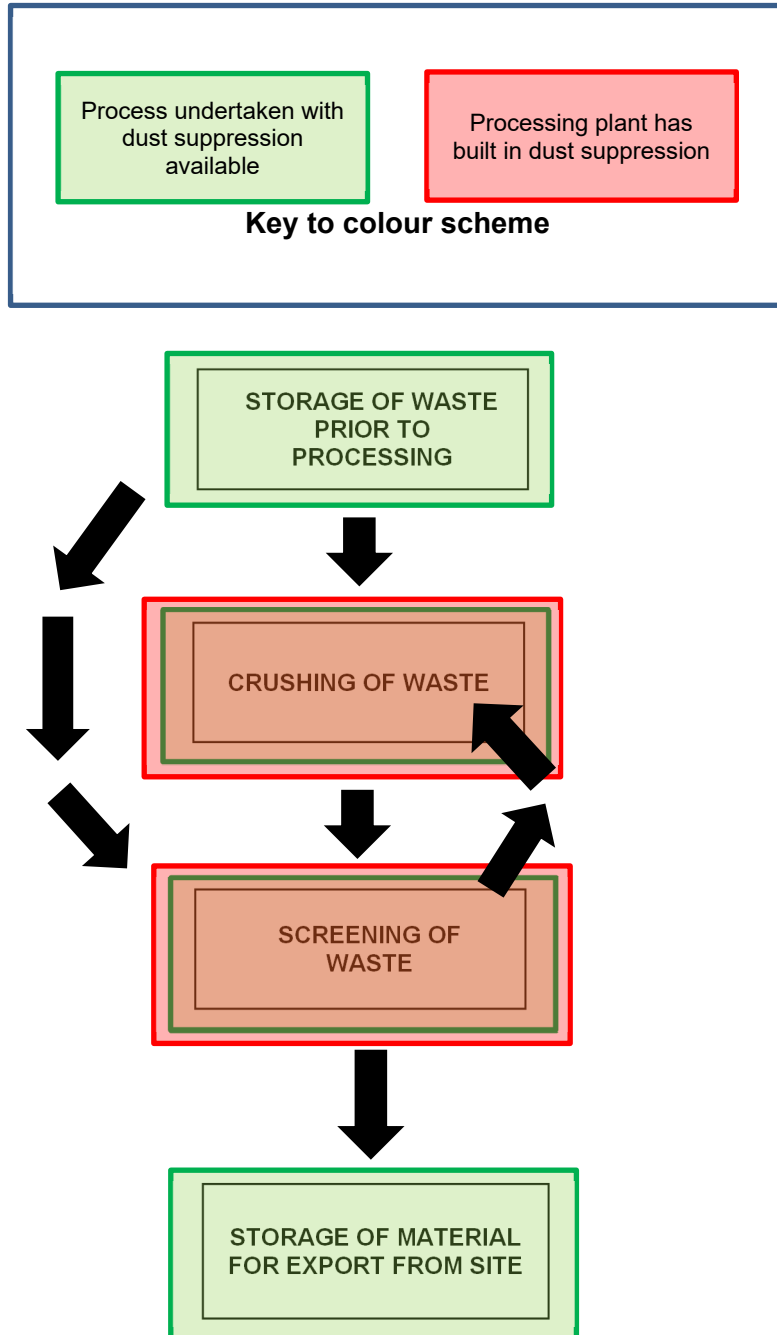 Process undertaken with
dust suppression
available
Processing plant has
built in dust suppression
Key to colour scheme
STORAGE OF WASTE
PRIOR TO
PROCESSING
CRUSHING OF WASTE
SCREENING OF
WASTE
STORAGE OF MATERIAL
FOR EXPORT FROM SITE